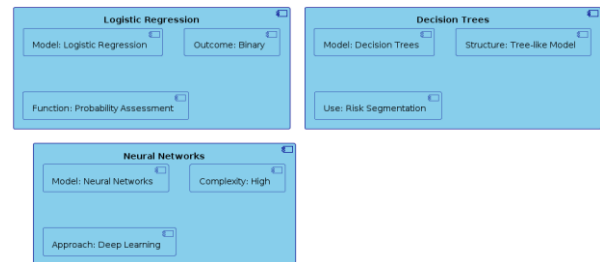 Logistic Regression
Model: Logistic Regression
Outcome: Binary
Function: Probability Assessment
Decision Trees
Model: Decision Trees
Structure: Tree-like Model
Use: Risk Segmentation
Neural Networks
Model: Neural Networks
Complexity: High
Approach: Deep Learning